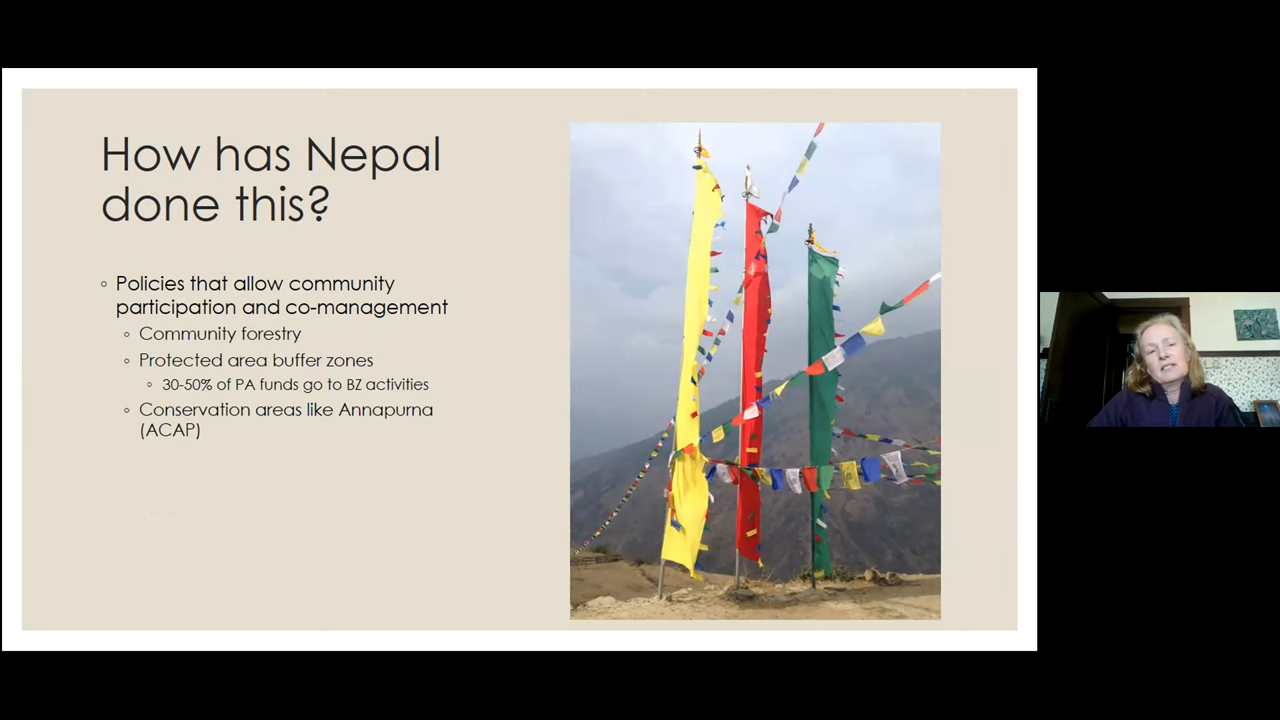 How has Nepal
done this?
◦ Policies that allow community
participation and co-management
◦ Community forestry
◦ Protected area buffer zones
◦ 30-50% of PA funds go to BZ activities
◦ Conservation areas like Annapurna
(ACAP)